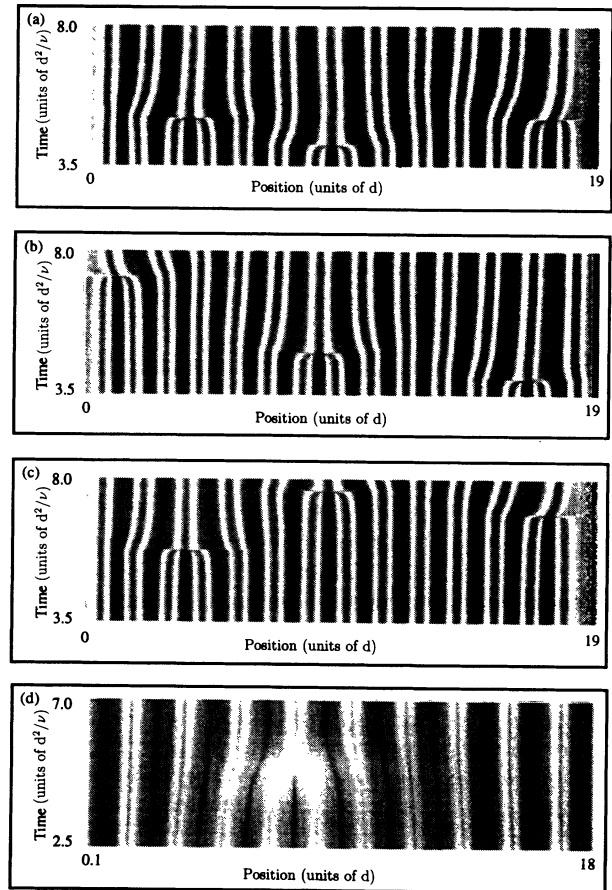 (a)
8.0
Time (units of d²/ν)
3.5
0
19
Position (units of d)
(b)
8.0
Time (units of d²/ν)
3.5
0
19
Position (units of d)
(c)
8.0
Time (units of d²/ν)
3.5
0
19
Position (units of d)
(d)
7.0
Time (units of d²/ν)
2.5
0.1
18
Position (units of d)